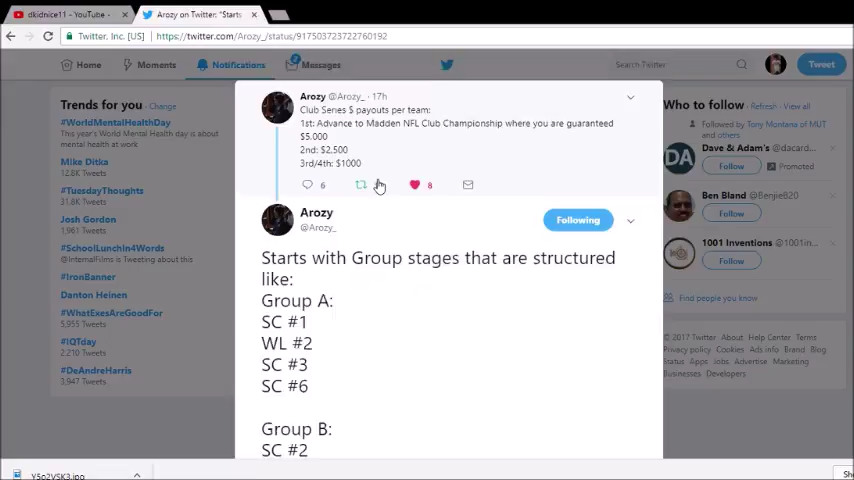 dkidnice11 - YouTube -
Arozy on Twitter: "Starts
Twitter, Inc. [US]
https://twitter.com/Arozy_/status/917503723722760192
Home
Moments
Notifications
Messages
Search Twitter
Tweet
Trends for you · Change
#WorldMentalHealthDay
This year's World Mental Health day is about
mental health at work
Mike Ditka
12.8K Tweets
#TuesdayThoughts
31.8K Tweets
Josh Gordon
1,961 Tweets
#SchoolLunchIn4Words
@InternalFilms is Tweeting about this
#IronBanner
Danton Heinen
#WhatExesAreGoodFor
5,955 Tweets
#IQTday
2,210 Tweets
#DeAndreHarris
3,947 Tweets
Arozy @Arozy_ · 17h
Club Series $ payouts per team:
1st: Advance to Madden NFL Club Championship where you are guaranteed
$5.000
2nd: $2,500
3rd/4th: $1000
6
8
Arozy
@Arozy_
Following
Starts with Group stages that are structured
like:
Group A:
SC #1
WL #2
SC #3
SC #6
Group B:
SC #2
Who to follow · Refresh · View all
Followed by Tony Montana of MUT
and others
Dave & Adam's @dacard...
Follow
Promoted
Ben Bland @BenjieB20
Follow
1001 Inventions @1001in...
Follow
Find people you know
© 2017 Twitter About Help Center Terms
Privacy policy Cookies Ads info Brand Blog
Status Apps Jobs Advertise Marketing
Businesses Developers
Y5o2VSK3.jpg